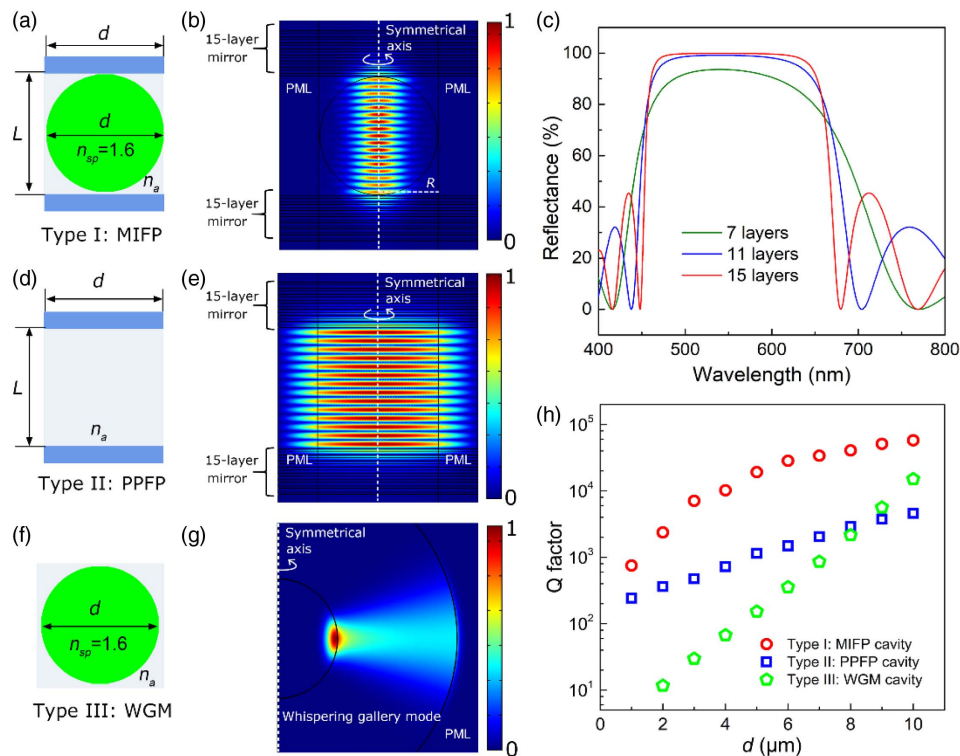 (a)
d
L
d
n_sp=1.6
n_a
Type I: MIFP
(b)
15-layer
mirror
Symmetrical
axis
PML
PML
R
15-layer
mirror
1
0
(c)
Reflectance (%)
100
80
60
40
20
0
7 layers
11 layers
15 layers
400
500
600
700
800
Wavelength (nm)
(d)
d
L
n_a
Type II: PPFP
(e)
15-layer
mirror
Symmetrical
axis
15-layer
mirror
PML
PML
1
0
(f)
d
n_sp=1.6
n_a
Type III: WGM
(g)
Symmetrical
axis
Whispering gallery mode
PML
1
0
(h)
Q factor
10^5
10^4
10^3
10^2
10^1
Type I: MIFP cavity
Type II: PPFP cavity
Type III: WGM cavity
0
2
4
6
8
10
d (μm)